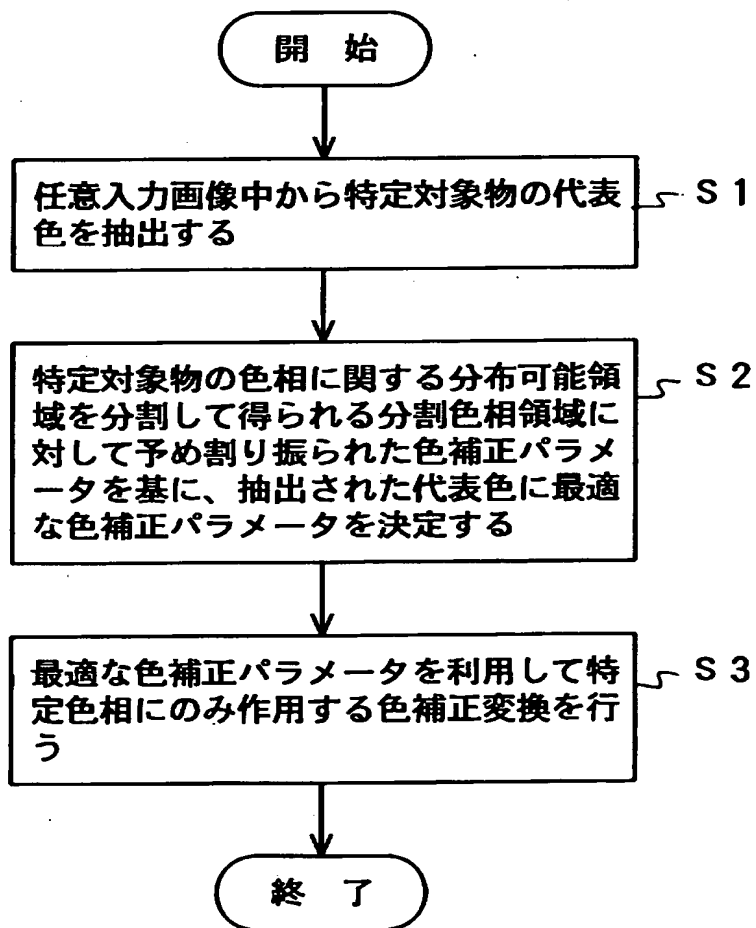 開 始
任意入力画像中から特定対象物の代表
色を抽出する
S1
特定対象物の色相に関する分布可能領
域を分割して得られる分割色相領域に
対して予め割り振られた色補正パラメ
ータを基に、抽出された代表色に最適
な色補正パラメータを決定する
S2
最適な色補正パラメータを利用して特
定色相にのみ作用する色補正変換を行
う
S3
終 了